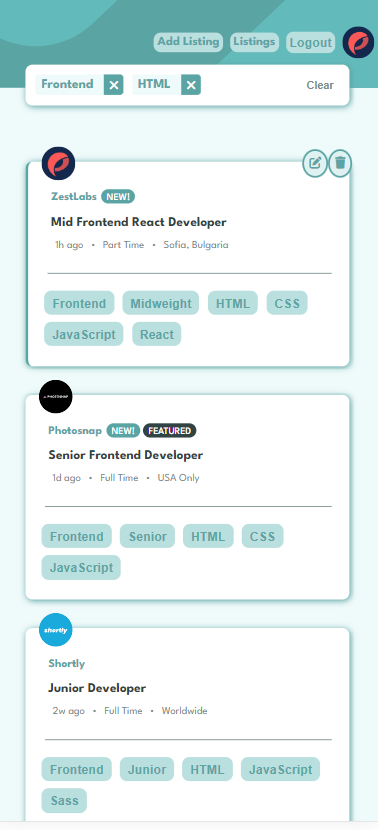 Add Listing Listings Logout
Frontend HTML Clear
ZestLabs NEW!
Mid Frontend React Developer
1h ago • Part Time • Sofia, Bulgaria
Frontend Midweight HTML CSS
JavaScript React
PHOTOSNAP
Photosnap NEW! FEATURED
Senior Frontend Developer
1d ago • Full Time • USA Only
Frontend Senior HTML CSS
JavaScript
shortly
Shortly
Junior Developer
2w ago • Full Time • Worldwide
Frontend Junior HTML JavaScript
Sass